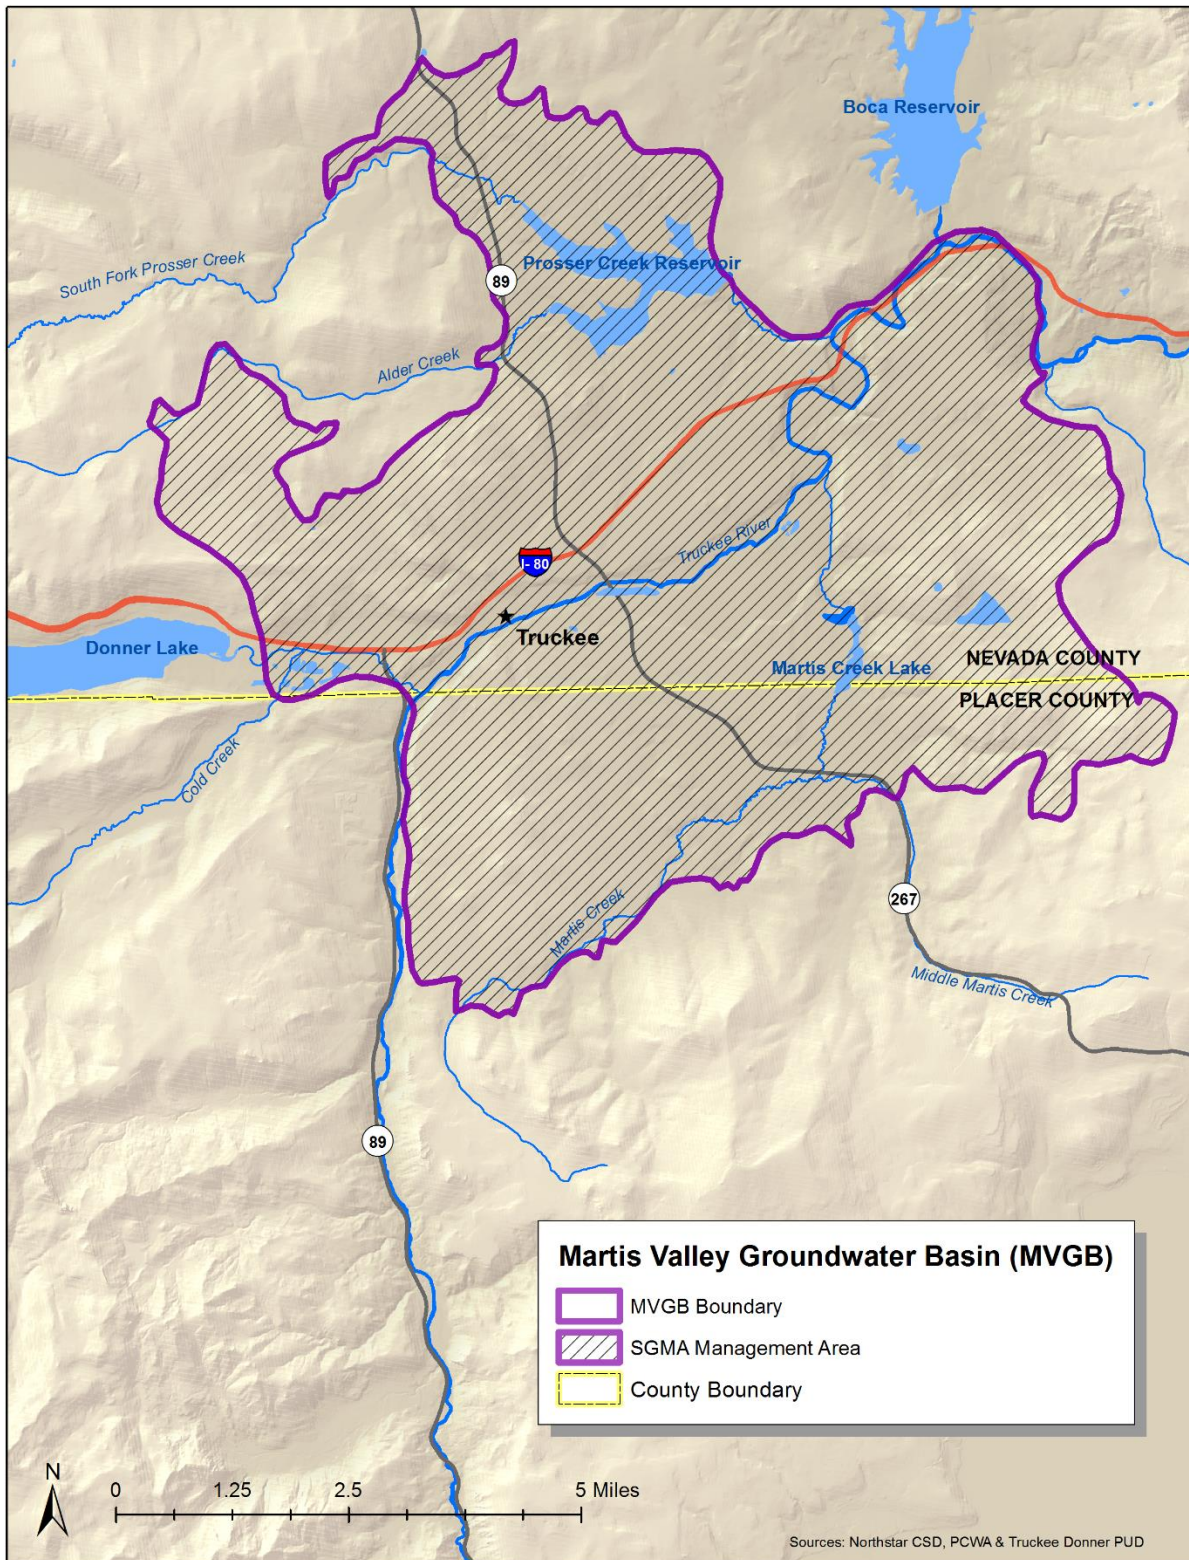 Boca Reservoir
South Fork Prosser Creek
Prosser Creek Reservoir
89
Alder Creek
Truckee River
I- 80
Truckee
Donner Lake
Martis Creek Lake
NEVADA COUNTY
PLACER COUNTY
Cold Creek
Martis Creek
267
Middle Martis Creek
89
Martis Valley Groundwater Basin (MVGB)
MVGB Boundary
SGMA Management Area
County Boundary
N
0 1.25 2.5 5 Miles
Sources: Northstar CSD, PCWA & Truckee Donner PUD